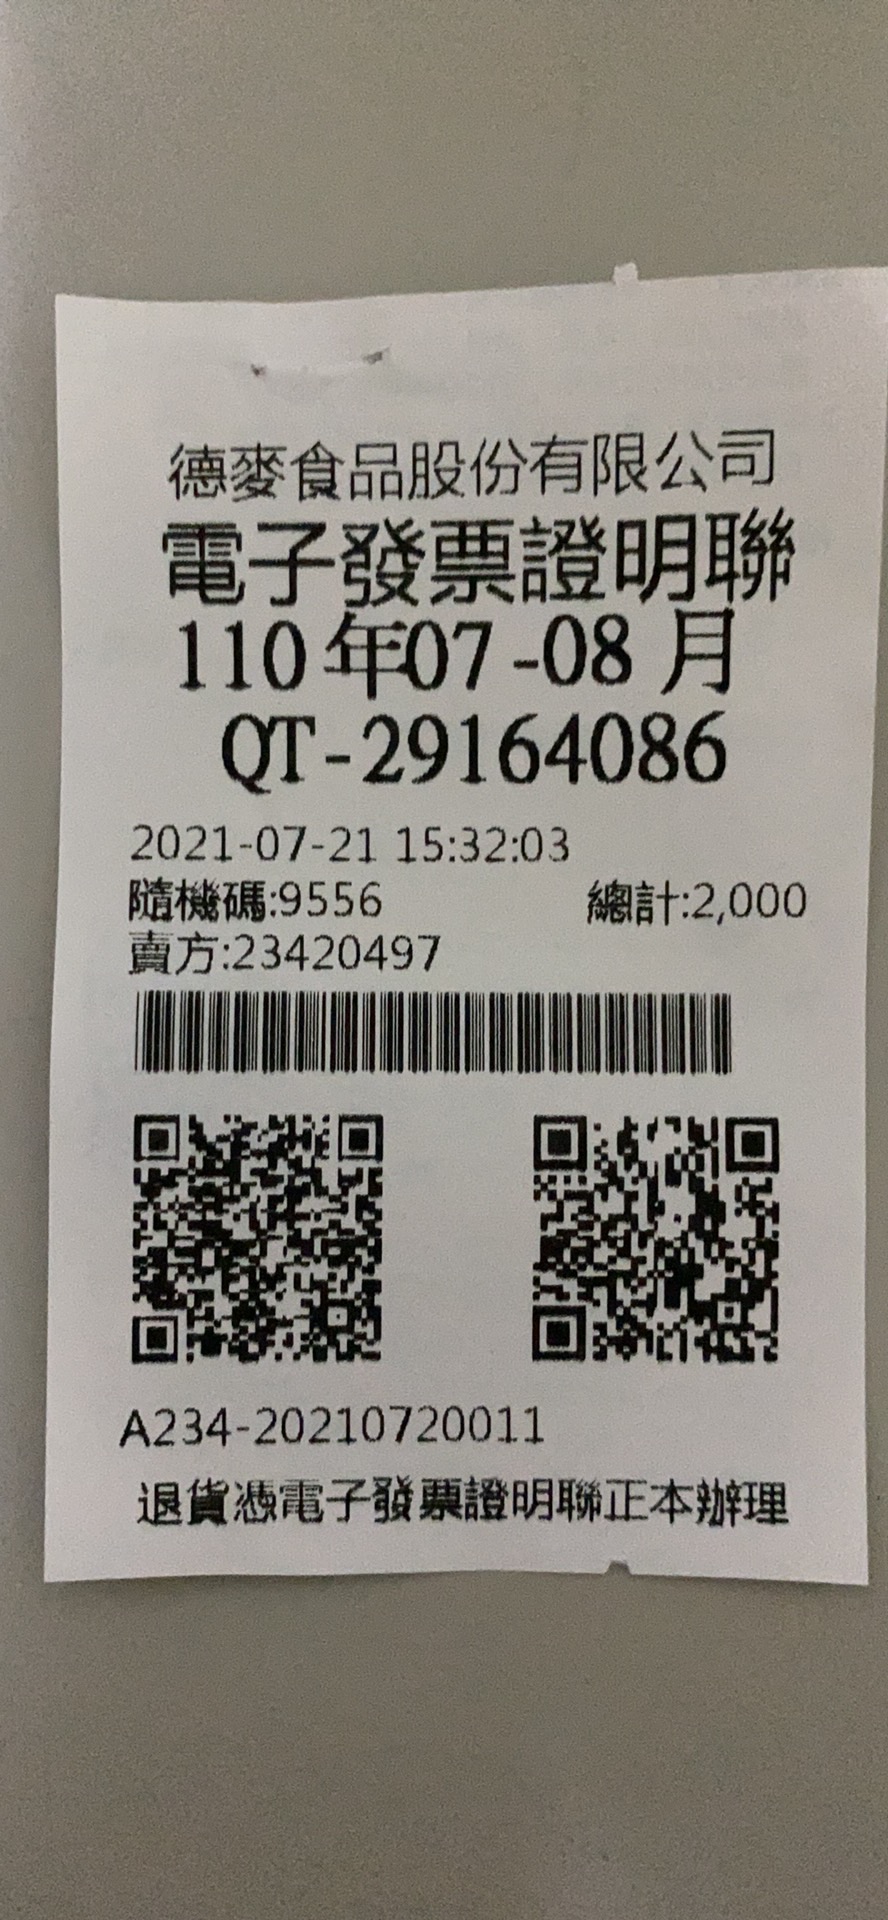 德麥食品股份有限公司
電子發票證明聯
110年07-08月
QT-29164086
2021-07-21 15:32:03
隨機碼:9556 總計:2,000
賣方:23420497
A234-20210720011
退貨憑電子發票證明聯正本辦理